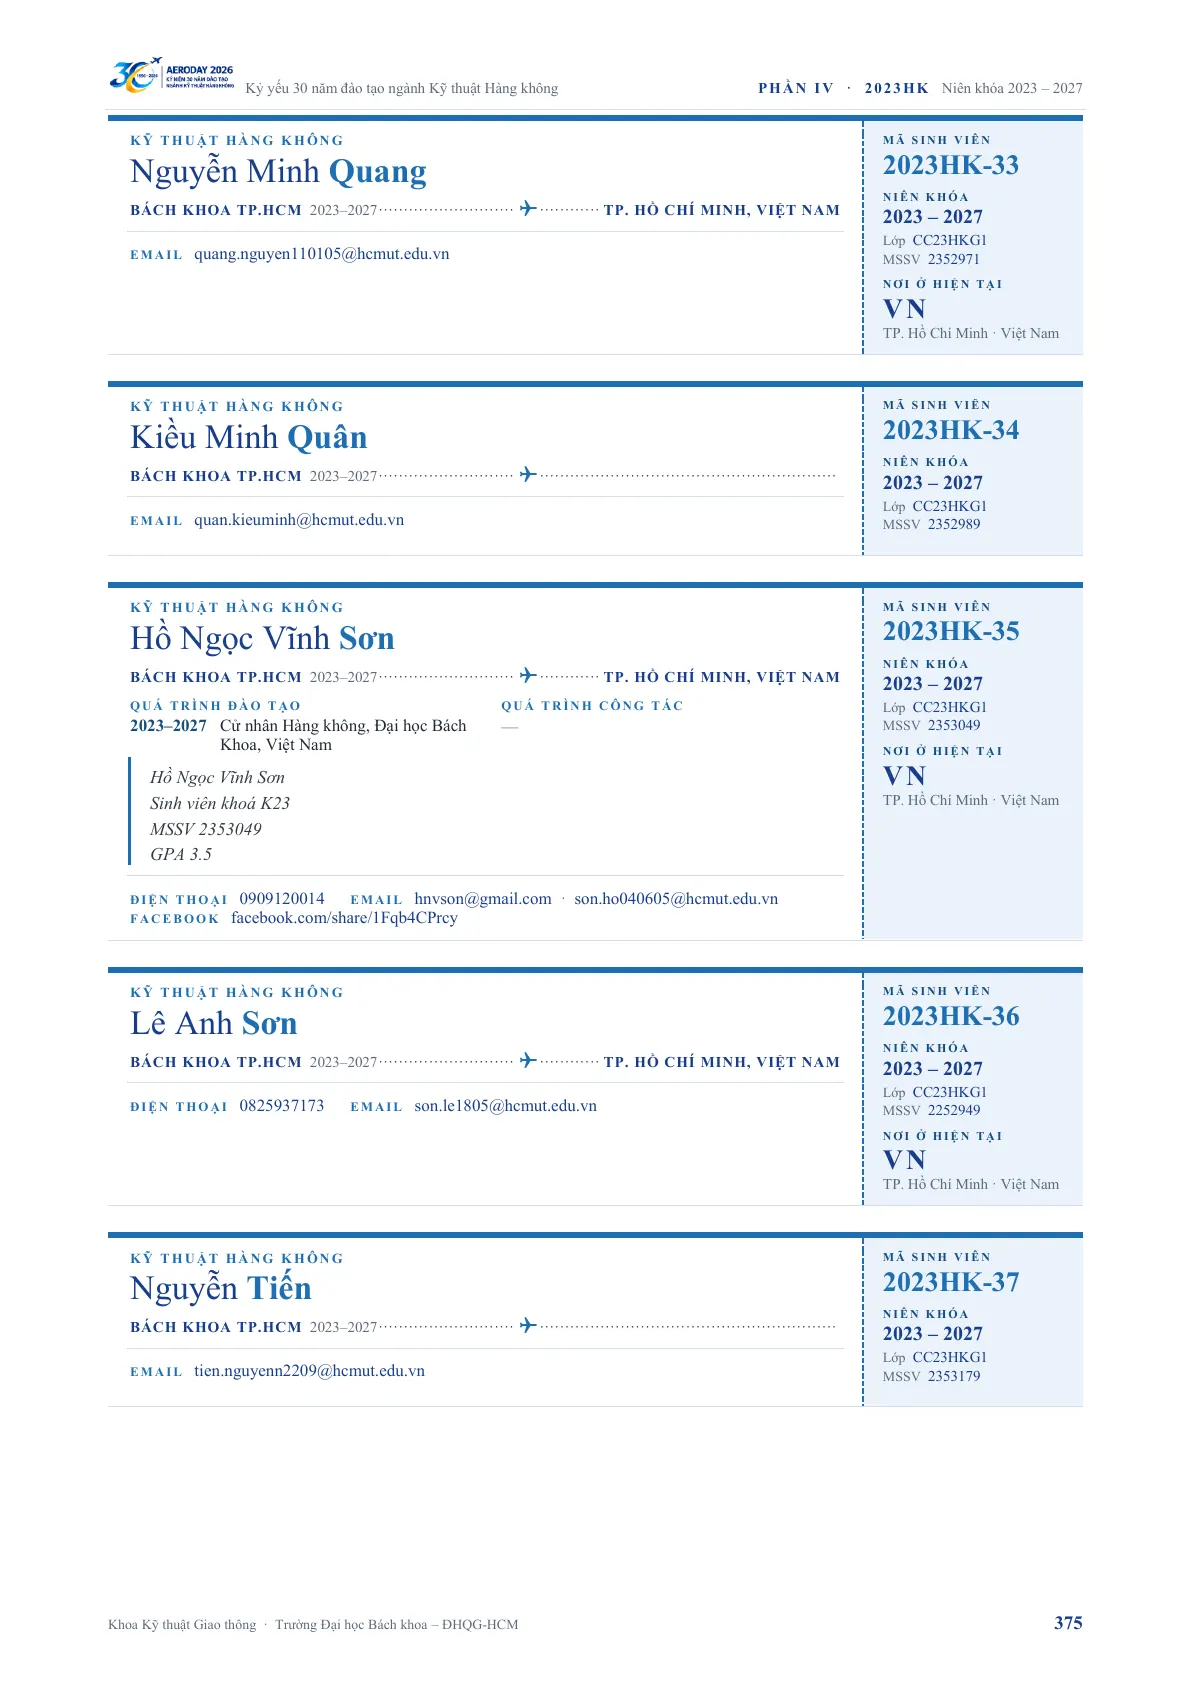 AERODAY 2026
1996 - 2026
KỶ NIỆM 30 NĂM ĐÀO TẠO
NGÀNH KỸ THUẬT HÀNG KHÔNG
Kỷ yếu 30 năm đào tạo ngành Kỹ thuật Hàng không
PHẦN IV · 2023HK Niên khóa 2023 – 2027
KỸ THUẬT HÀNG KHÔNG
Nguyễn Minh Quang
BÁCH KHOA TP.HCM 2023–2027 TP. HỒ CHÍ MINH, VIỆT NAM
EMAIL quang.nguyen110105@hcmut.edu.vn
MÃ SINH VIÊN
2023HK-33
NIÊN KHÓA
2023 – 2027
Lớp CC23HKG1
MSSV 2352971
NƠI Ở HIỆN TẠI
VN
TP. Hồ Chí Minh · Việt Nam
KỸ THUẬT HÀNG KHÔNG
Kiều Minh Quân
BÁCH KHOA TP.HCM 2023–2027
EMAIL quan.kieuminh@hcmut.edu.vn
MÃ SINH VIÊN
2023HK-34
NIÊN KHÓA
2023 – 2027
Lớp CC23HKG1
MSSV 2352989
KỸ THUẬT HÀNG KHÔNG
Hồ Ngọc Vĩnh Sơn
BÁCH KHOA TP.HCM 2023–2027 TP. HỒ CHÍ MINH, VIỆT NAM
QUÁ TRÌNH ĐÀO TẠO
2023–2027 Cử nhân Hàng không, Đại học Bách
Khoa, Việt Nam
QUÁ TRÌNH CÔNG TÁC
—
Hồ Ngọc Vĩnh Sơn
Sinh viên khoá K23
MSSV 2353049
GPA 3.5
ĐIỆN THOẠI 0909120014 EMAIL hnvson@gmail.com · son.ho040605@hcmut.edu.vn
FACEBOOK facebook.com/share/1Fqb4CPrcy
MÃ SINH VIÊN
2023HK-35
NIÊN KHÓA
2023 – 2027
Lớp CC23HKG1
MSSV 2353049
NƠI Ở HIỆN TẠI
VN
TP. Hồ Chí Minh · Việt Nam
KỸ THUẬT HÀNG KHÔNG
Lê Anh Sơn
BÁCH KHOA TP.HCM 2023–2027 TP. HỒ CHÍ MINH, VIỆT NAM
ĐIỆN THOẠI 0825937173 EMAIL son.le1805@hcmut.edu.vn
MÃ SINH VIÊN
2023HK-36
NIÊN KHÓA
2023 – 2027
Lớp CC23HKG1
MSSV 2252949
NƠI Ở HIỆN TẠI
VN
TP. Hồ Chí Minh · Việt Nam
KỸ THUẬT HÀNG KHÔNG
Nguyễn Tiến
BÁCH KHOA TP.HCM 2023–2027
EMAIL tien.nguyenn2209@hcmut.edu.vn
MÃ SINH VIÊN
2023HK-37
NIÊN KHÓA
2023 – 2027
Lớp CC23HKG1
MSSV 2353179
Khoa Kỹ thuật Giao thông · Trường Đại học Bách khoa – ĐHQG-HCM
375